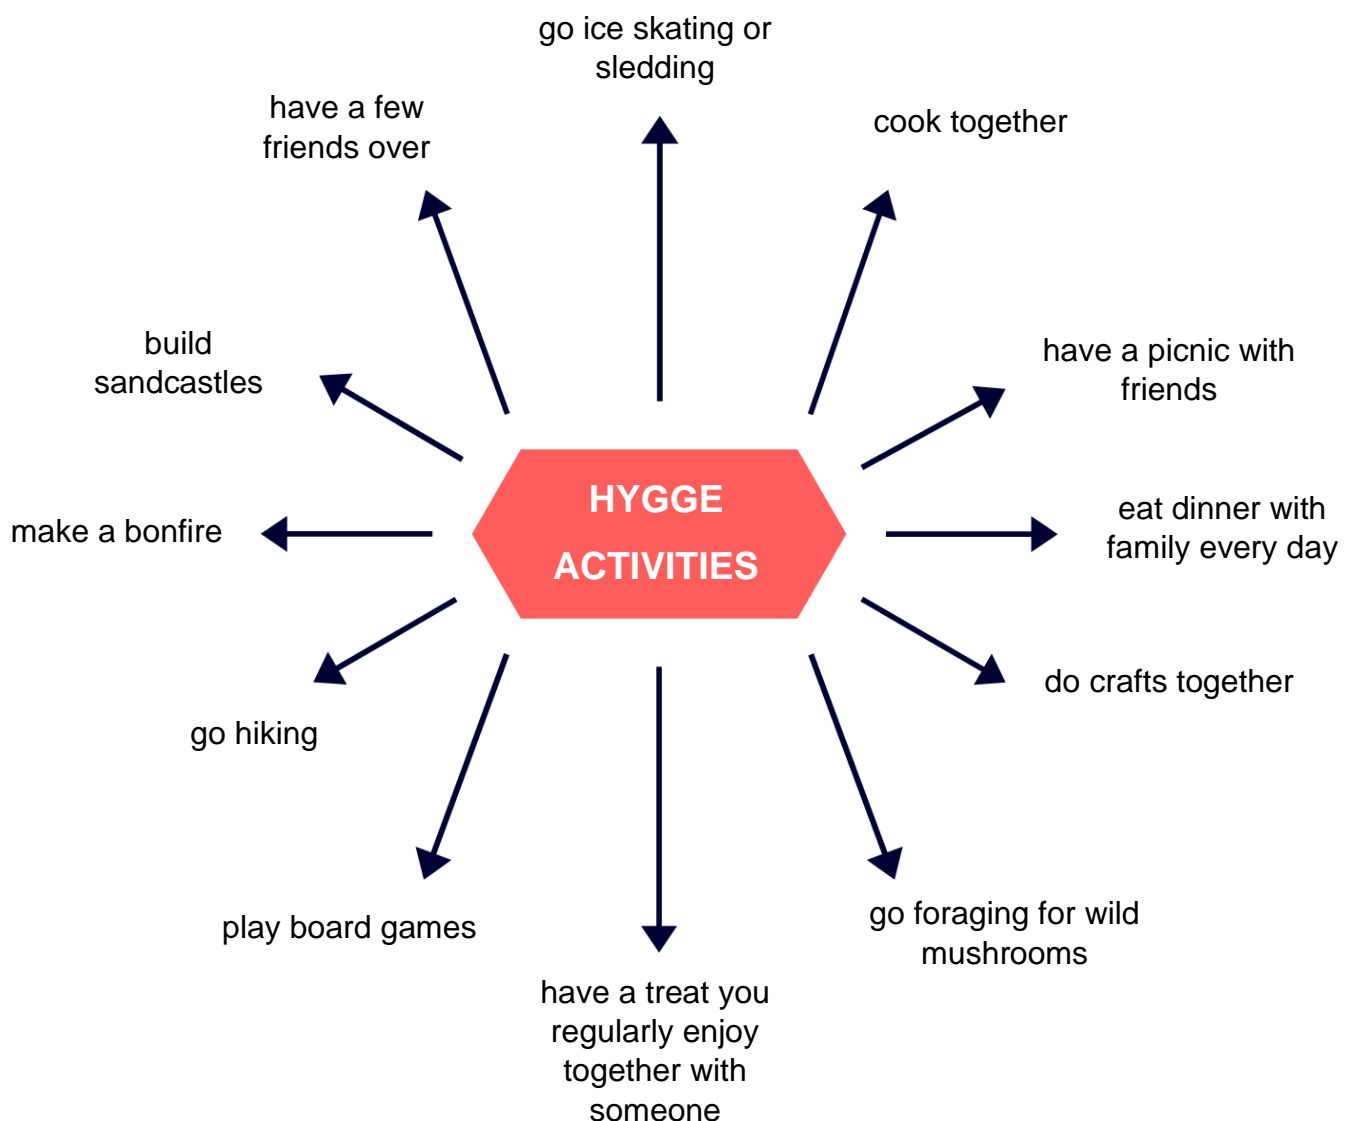 go ice skating or
sledding
have a few
friends over
cook together
build
sandcastles
have a picnic with
friends
HYGGE
ACTIVITIES
make a bonfire
eat dinner with
family every day
go hiking
do crafts together
play board games
go foraging for wild
mushrooms
have a treat you
regularly enjoy
together with
someone